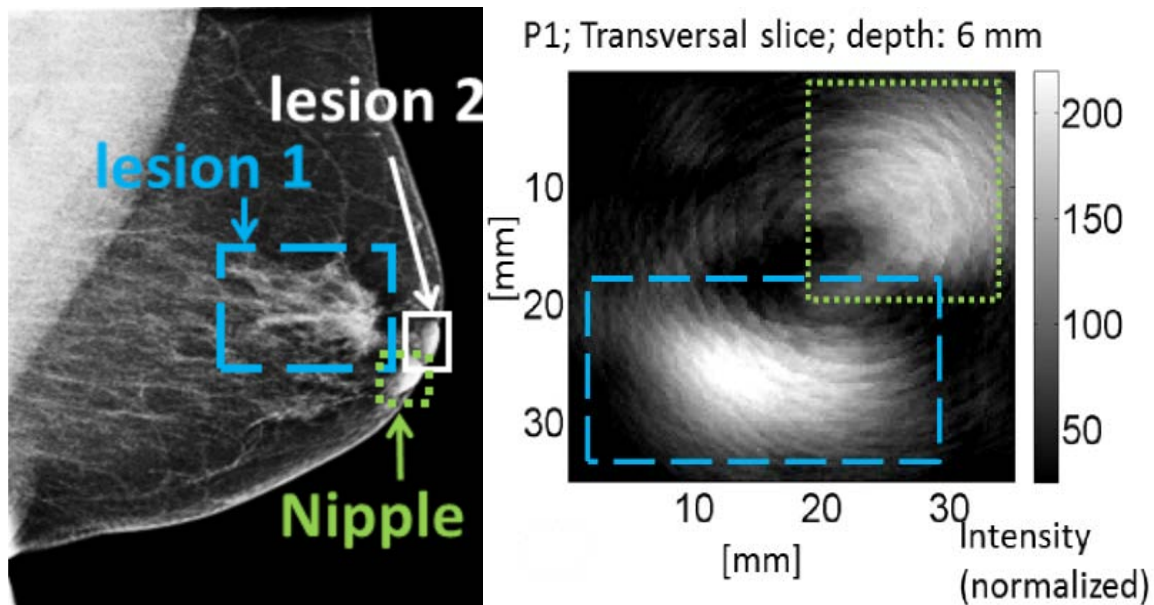 lesion 2
lesion 1
Nipple
P1; Transversal slice; depth: 6 mm
10
20
30
[mm]
10
20
30
[mm]
200
150
100
50
Intensity
(normalized)